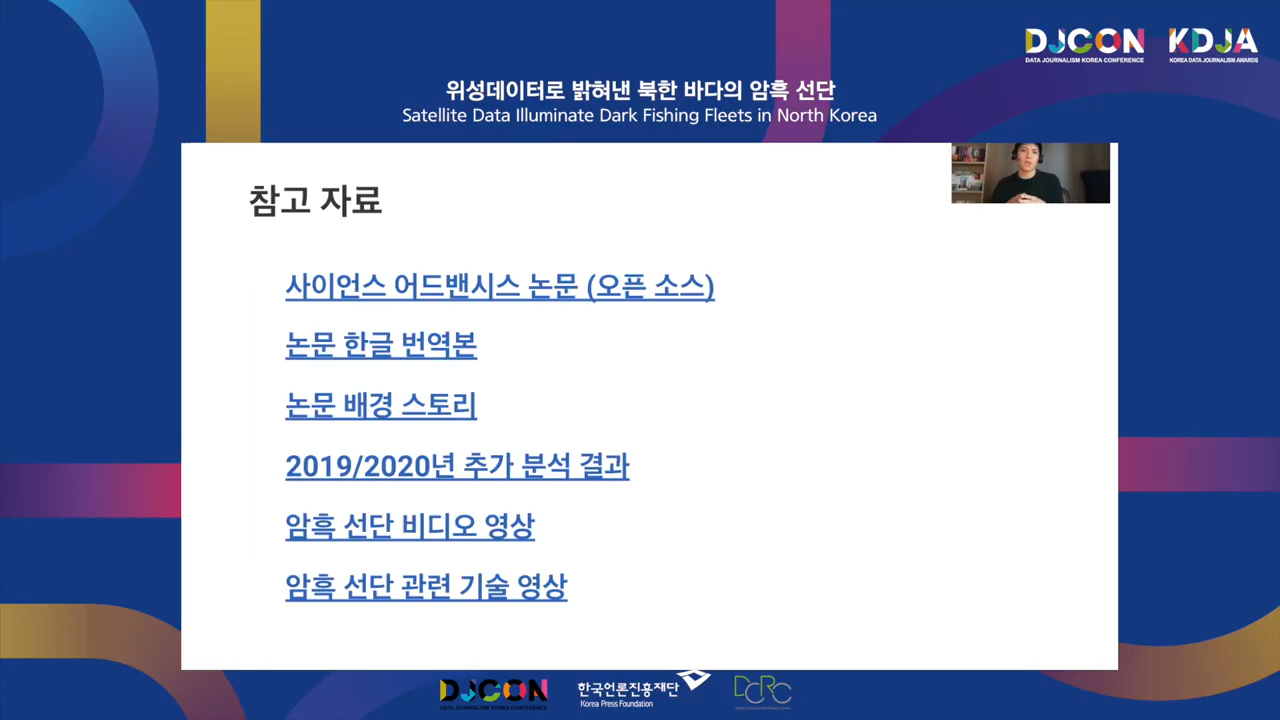 DJCON KDJA
DATA JOURNALISM KOREA CONFERENCE KOREA DATA JOURNALISM AWARDS
위성데이터로 밝혀낸 북한 바다의 암흑 선단
Satellite Data Illuminate Dark Fishing Fleets in North Korea
참고 자료
사이언스 어드밴시스 논문 (오픈 소스)
논문 한글 번역본
논문 배경 스토리
2019/2020년 추가 분석 결과
암흑 선단 비디오 영상
암흑 선단 관련 기술 영상
DJCON 한국언론진흥재단 DCRC
DATA JOURNALISM KOREA CONFERENCE Korea Press Foundation